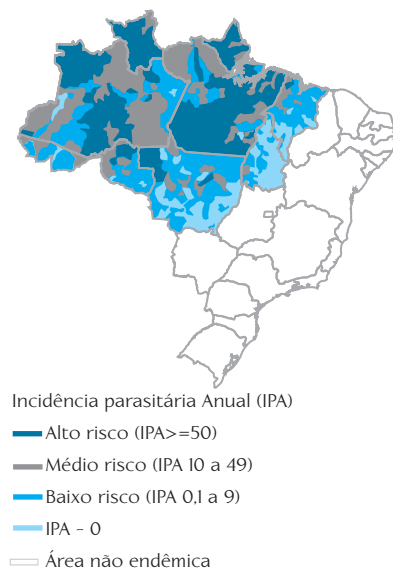 Incidência parasitária Anual (IPA)
Alto risco (IPA>=50)
Médio risco (IPA 10 a 49)
Baixo risco (IPA 0,1 a 9)
IPA - 0
Área não endêmica